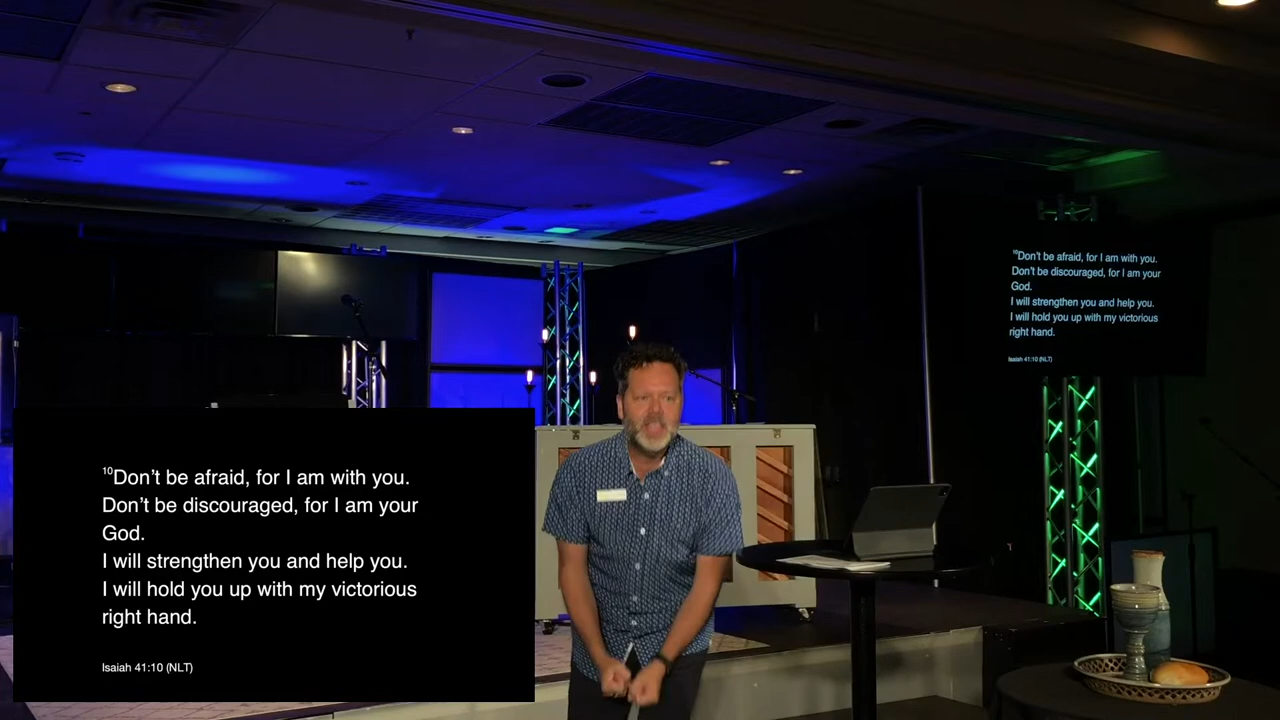 10Don't be afraid, for I am with you.
Don't be discouraged, for I am your
God.
I will strengthen you and help you.
I will hold you up with my victorious
right hand.
Isaiah 41:10 (NLT)
10Don't be afraid, for I am with you.
Don't be discouraged, for I am your
God.
I will strengthen you and help you.
I will hold you up with my victorious
right hand.
Isaiah 41:10 (NLT)